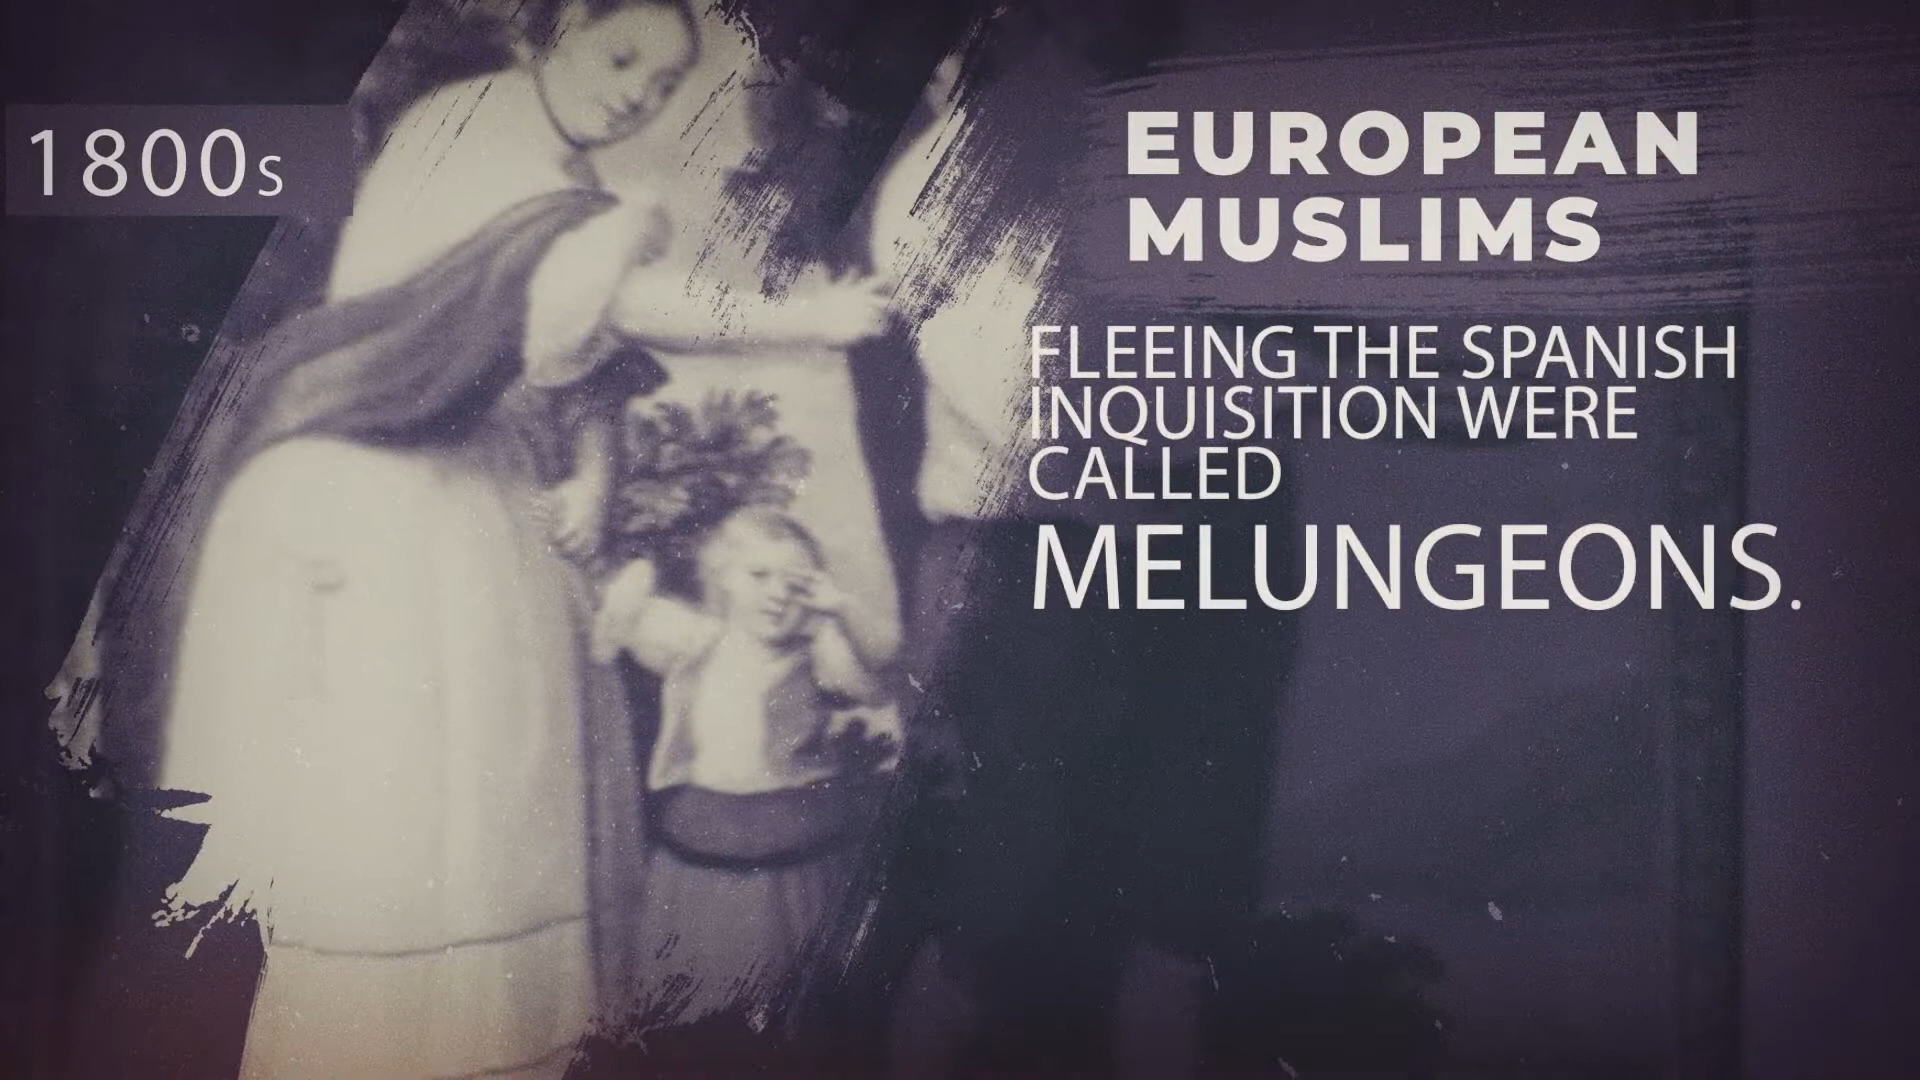 1800s
EUROPEAN
MUSLIMS
FLEEING THE SPANISH
INQUISITION WERE
CALLED
MELUNGEONS.